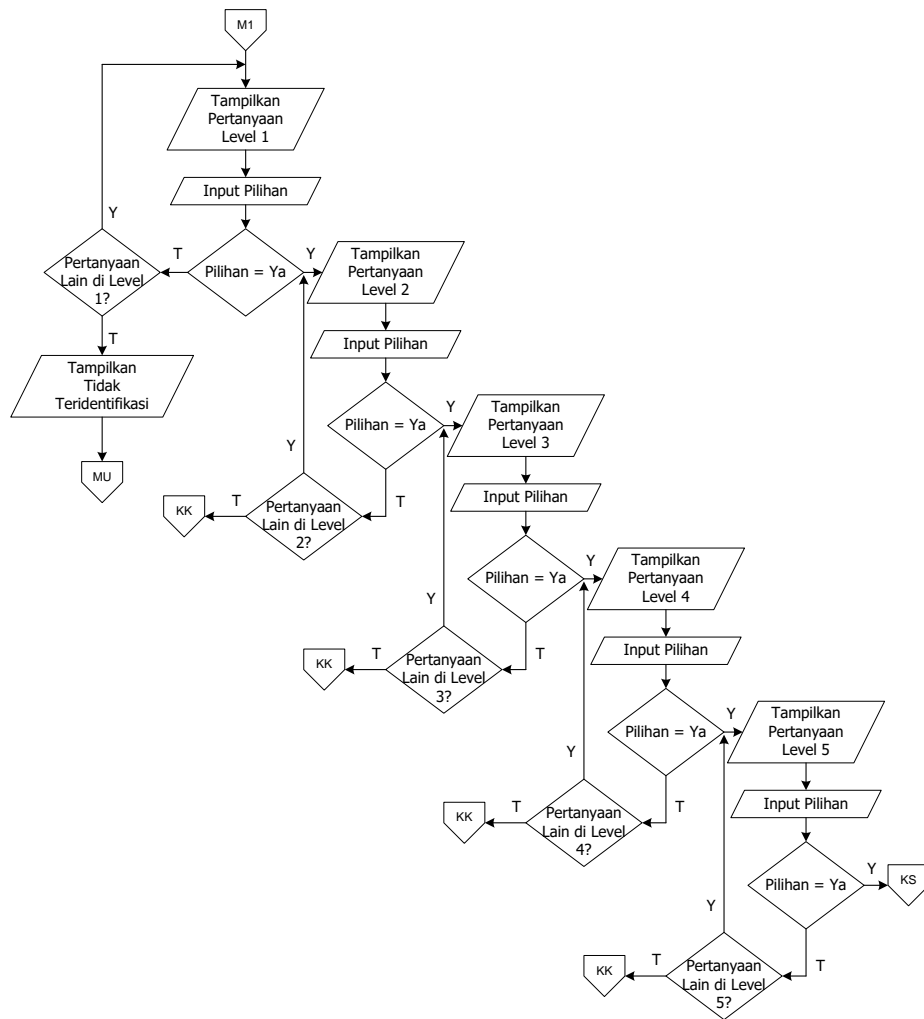 M1
Tampilkan
Pertanyaan
Level 1
Input Pilihan
Y
Pertanyaan
Lain di Level
1?
T
Pilihan = Ya
Y
Tampilkan
Pertanyaan
Level 2
T
Input Pilihan
Tampilkan
Tidak
Teridentifikasi
MU
Pilihan = Ya
Y
Tampilkan
Pertanyaan
Level 3
Y
T
KK
T
Pertanyaan
Lain di Level
2?
Input Pilihan
Pilihan = Ya
Y
Tampilkan
Pertanyaan
Level 4
Y
T
KK
T
Pertanyaan
Lain di Level
3?
Input Pilihan
Pilihan = Ya
Y
Tampilkan
Pertanyaan
Level 5
Y
T
KK
T
Pertanyaan
Lain di Level
4?
Input Pilihan
Pilihan = Ya
Y
KS
Y
T
KK
T
Pertanyaan
Lain di Level
5?